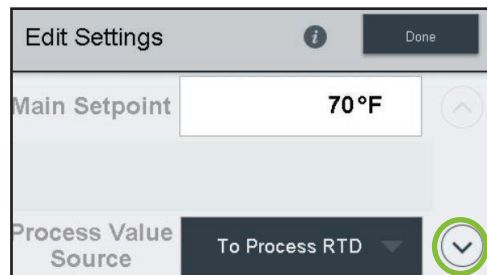 Edit Settings
i
Done
Main Setpoint
70°F
Process Value
Source
To Process RTD